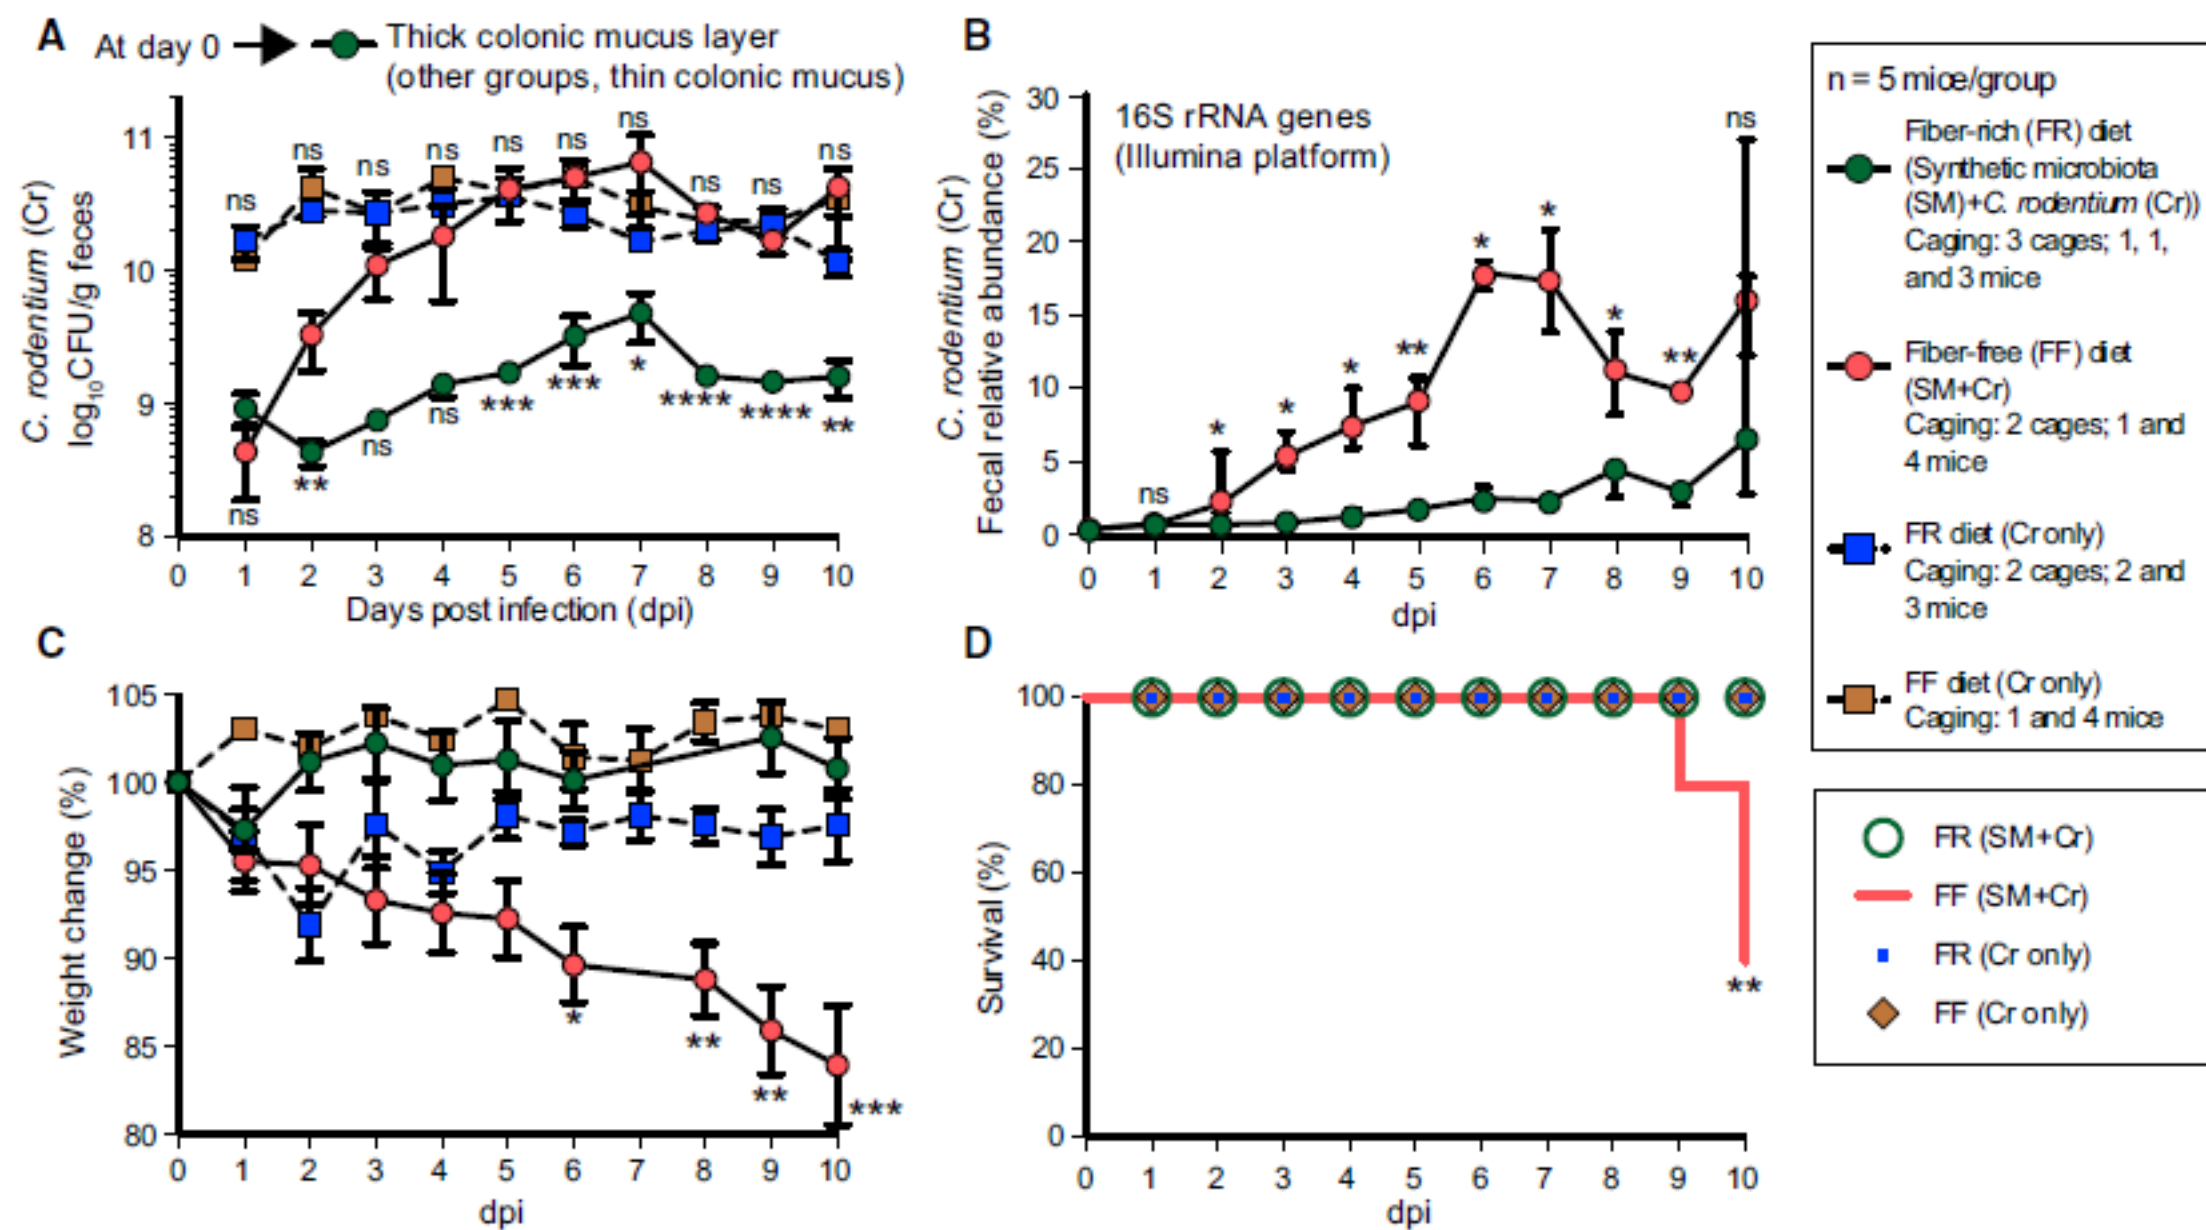 A
At day 0
Thick colonic mucus layer
(other groups, thin colonic mucus)
C. rodentium (Cr)
log10CFU/g feces
11
10
9
8
ns
ns
ns
ns
ns
ns
ns
ns
ns
ns
ns
**
ns
ns
***
***
*
****
****
**
0 1 2 3 4 5 6 7 8 9 10
Days post infection (dpi)
B
16S rRNA genes
(Illumina platform)
C. rodentium (Cr)
Fecal relative abundance (%)
30
25
20
15
10
5
0
ns
*
*
*
**
*
*
*
**
ns
0 1 2 3 4 5 6 7 8 9 10
dpi
C
Weight change (%)
105
100
95
90
85
80
*
**
**
***
0 1 2 3 4 5 6 7 8 9 10
dpi
D
Survival (%)
100
80
60
40
20
0
**
0 1 2 3 4 5 6 7 8 9 10
dpi
n = 5 mice/group
Fiber-rich (FR) diet
(Synthetic microbiota
(SM)+C. rodentium (Cr))
Caging: 3 cages; 1, 1,
and 3 mice
Fiber-free (FF) diet
(SM+Cr)
Caging: 2 cages; 1 and
4 mice
FR diet (Cr only)
Caging: 2 cages; 2 and
3 mice
FF diet (Cr only)
Caging: 1 and 4 mice
FR (SM+Cr)
FF (SM+Cr)
FR (Cr only)
FF (Cr only)